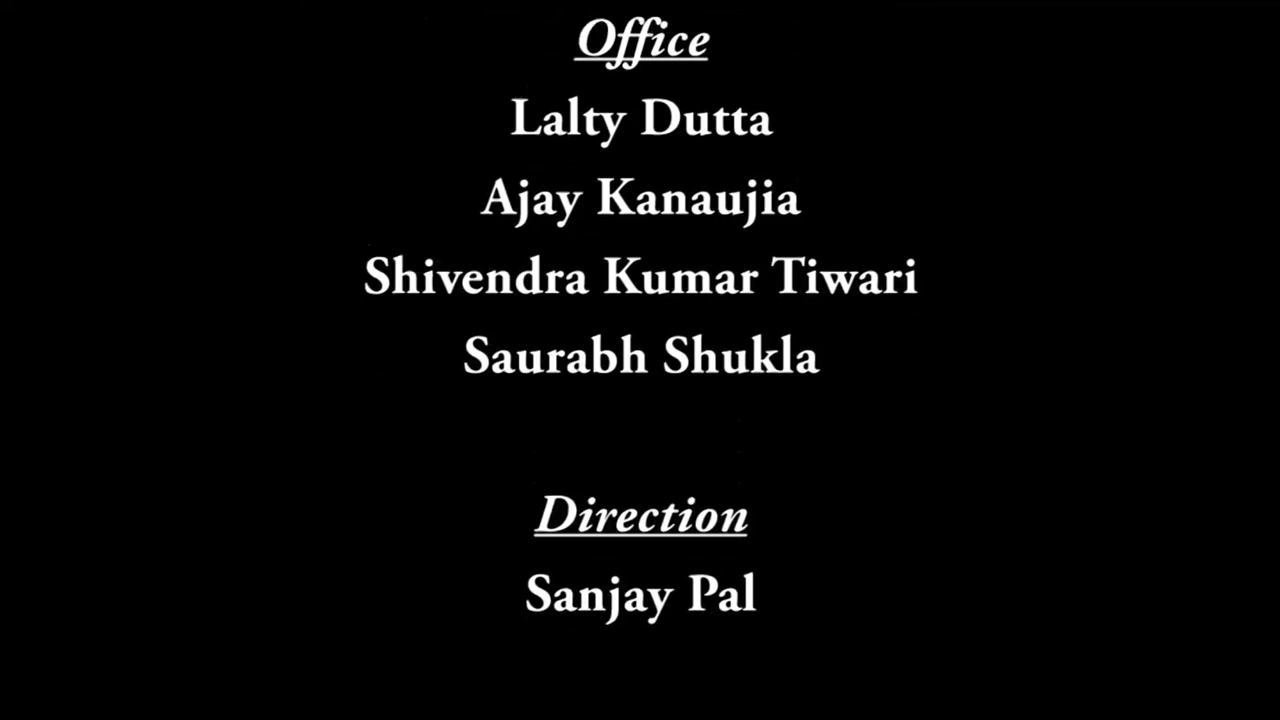 Office
Lalty Dutta
Ajay Kanaujia
Shivendra Kumar Tiwari
Saurabh Shukla
Direction
Sanjay Pal